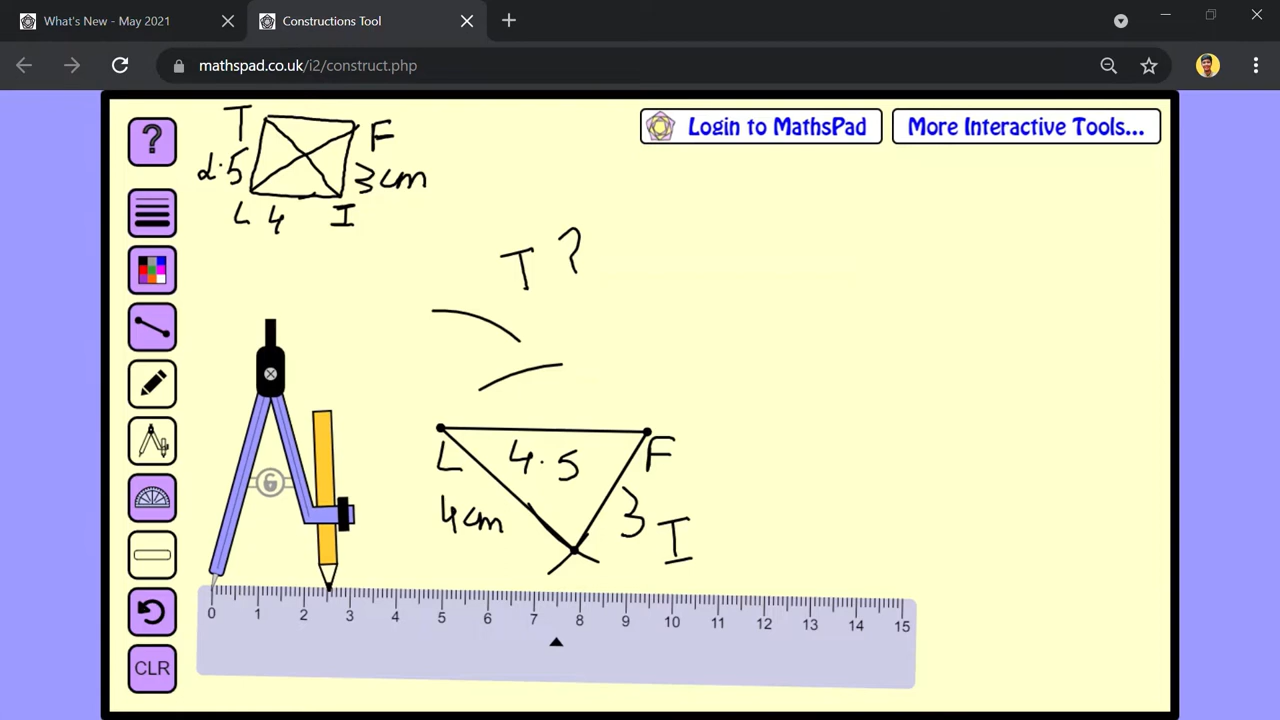 What's New - May 2021
Constructions Tool
mathspad.co.uk/i2/construct.php
?
Login to MathsPad
More Interactive Tools...
T
F
2.5
3cm
L 4 I
T ?
L 4.5 F
4cm 3 I
0 1 2 3 4 5 6 7 8 9 10 11 12 13 14 15
CLR